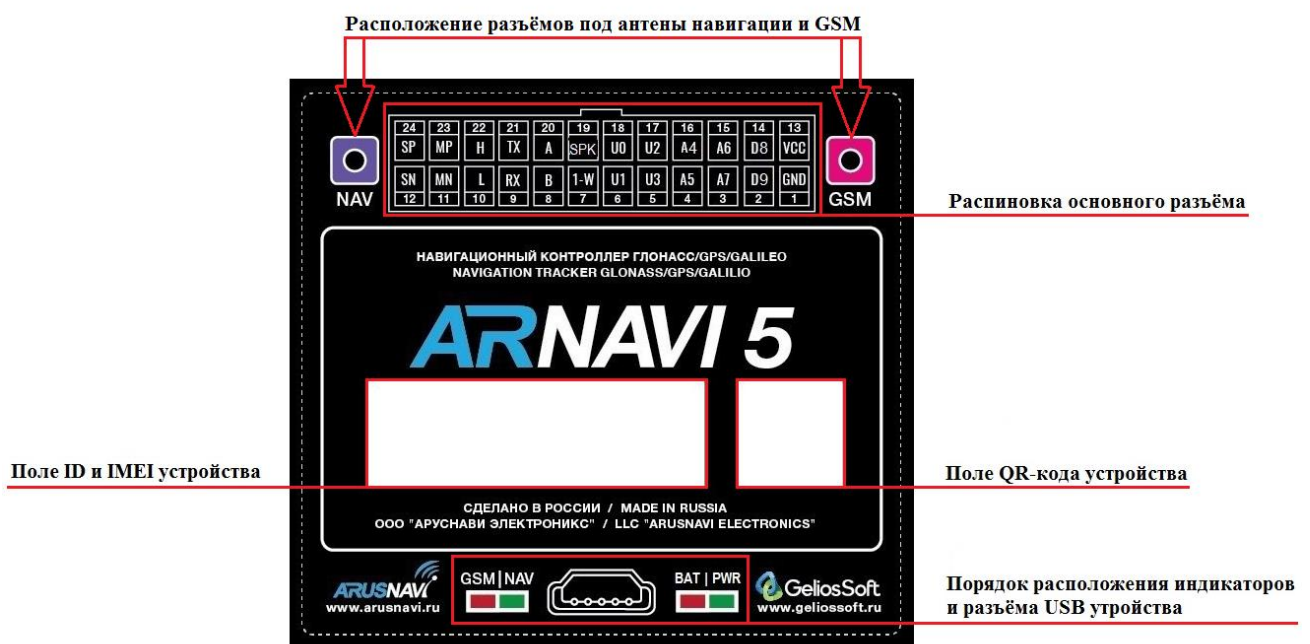 Расположение разъёмов под антены навигации и GSM
24 23 22 21 20 19 18 17 16 15 14 13
SP MP H TX A SPK U0 U2 A4 A6 D8 VCC
SN MN L RX B 1-W U1 U3 A5 A7 D9 GND
12 11 10 9 8 7 6 5 4 3 2 1
NAV
GSM
Распиновка основного разъёма
НАВИГАЦИОННЫЙ КОНТРОЛЛЕР ГЛОНАСС/GPS/GALILEO
NAVIGATION TRACKER GLONASS/GPS/GALILIO
ARNAVI 5
Поле ID и IMEI устройства
Поле QR-кода устройства
СДЕЛАНО В РОССИИ / MADE IN RUSSIA
ООО "АРУСНАВИ ЭЛЕКТРОНИКС" / LLC "ARUSNAVI ELECTRONICS"
ARUSNAVI
www.arusnavi.ru
GSM|NAV
BAT | PWR
GeliosSoft
www.geliossoft.ru
Порядок расположения индикаторов
и разъёма USB утройства